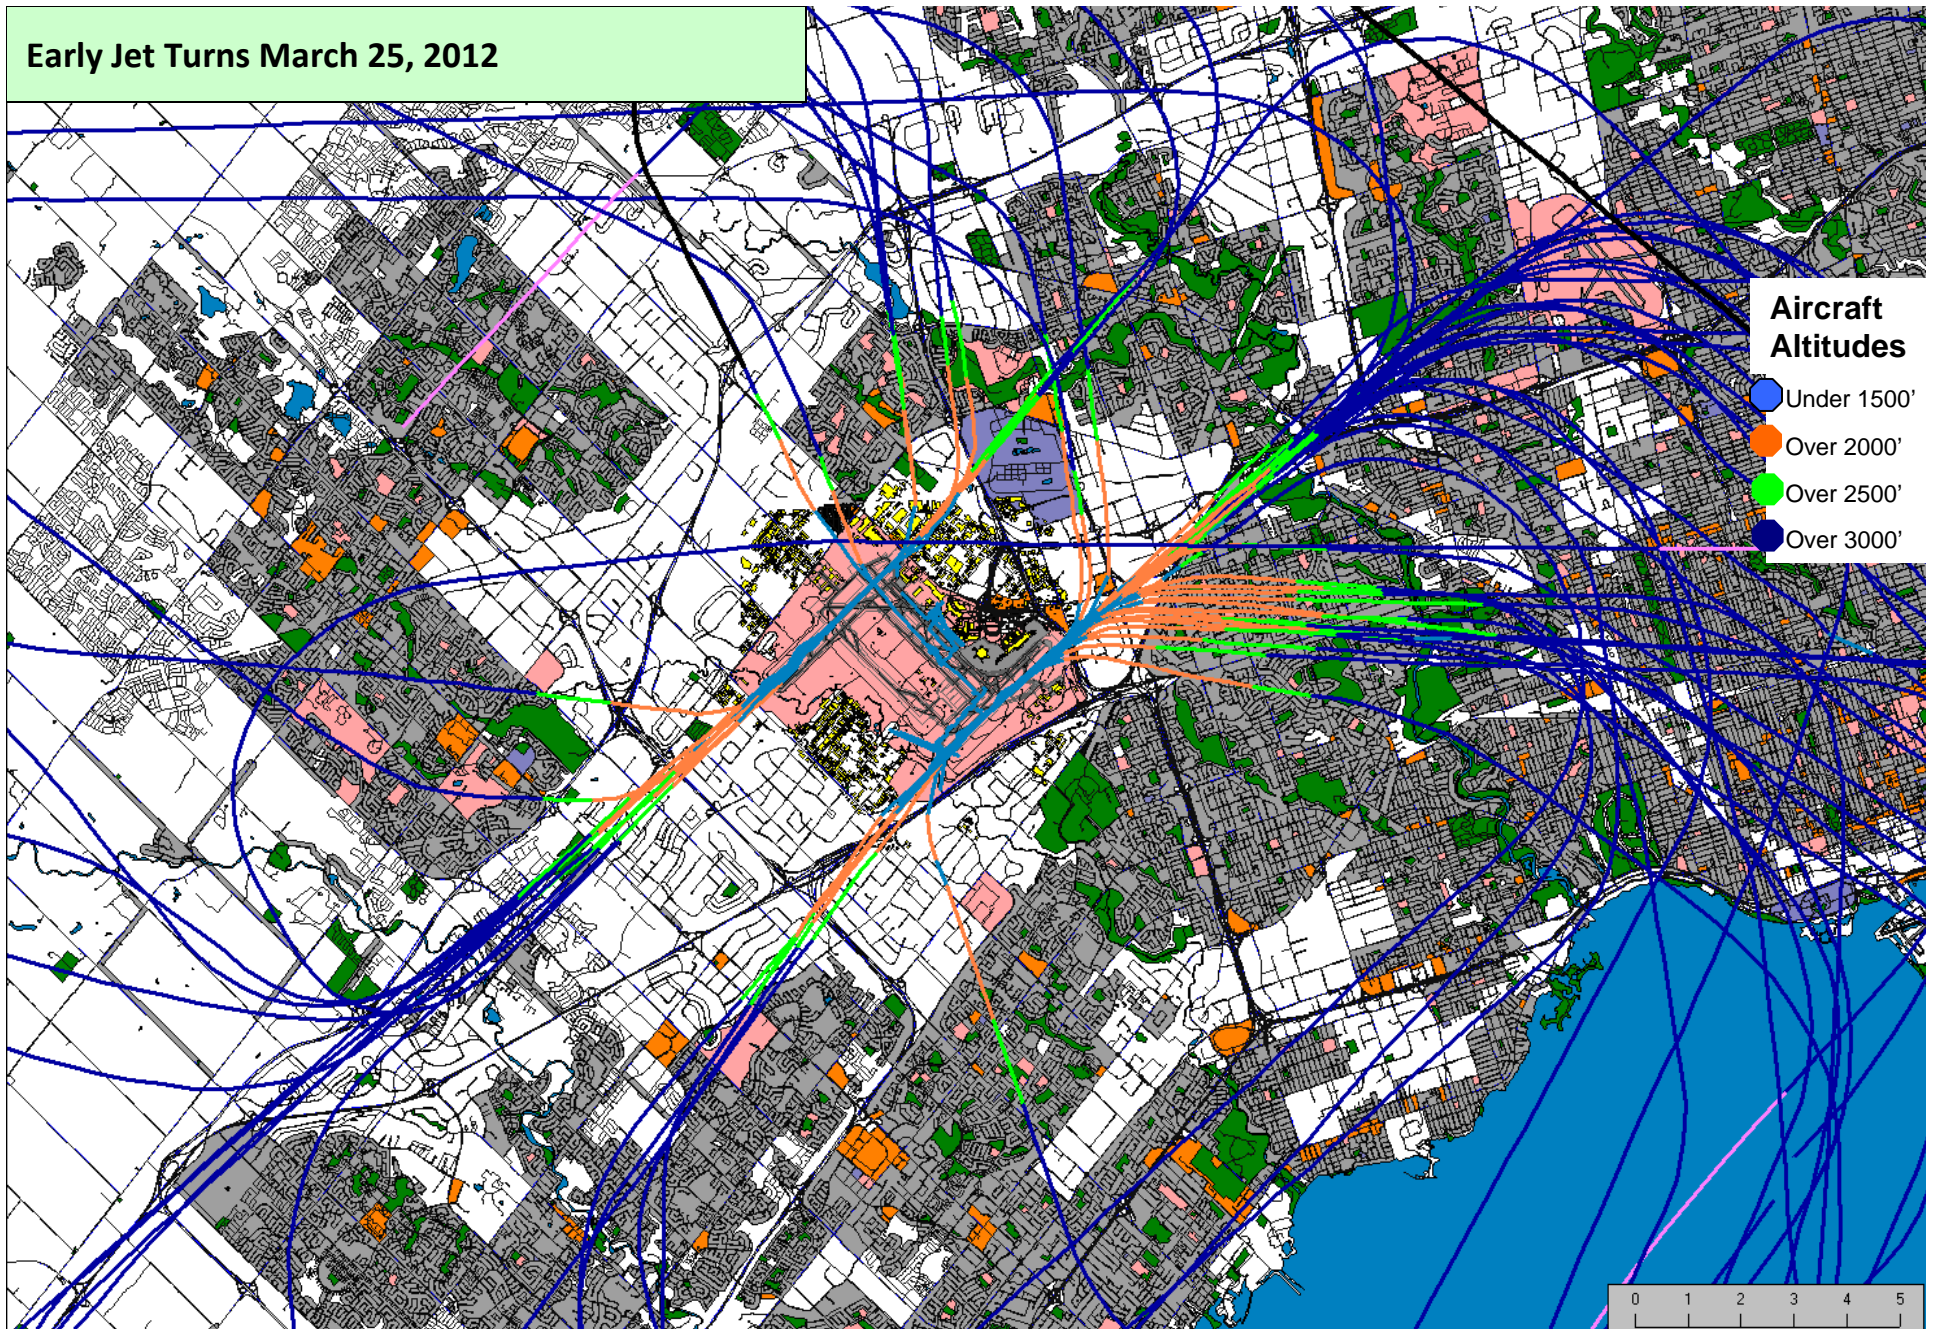 Early Jet Turns March 25, 2012
Aircraft
Altitudes
Under 1500’
Over 2000’
Over 2500’
Over 3000’
0 1 2 3 4 5